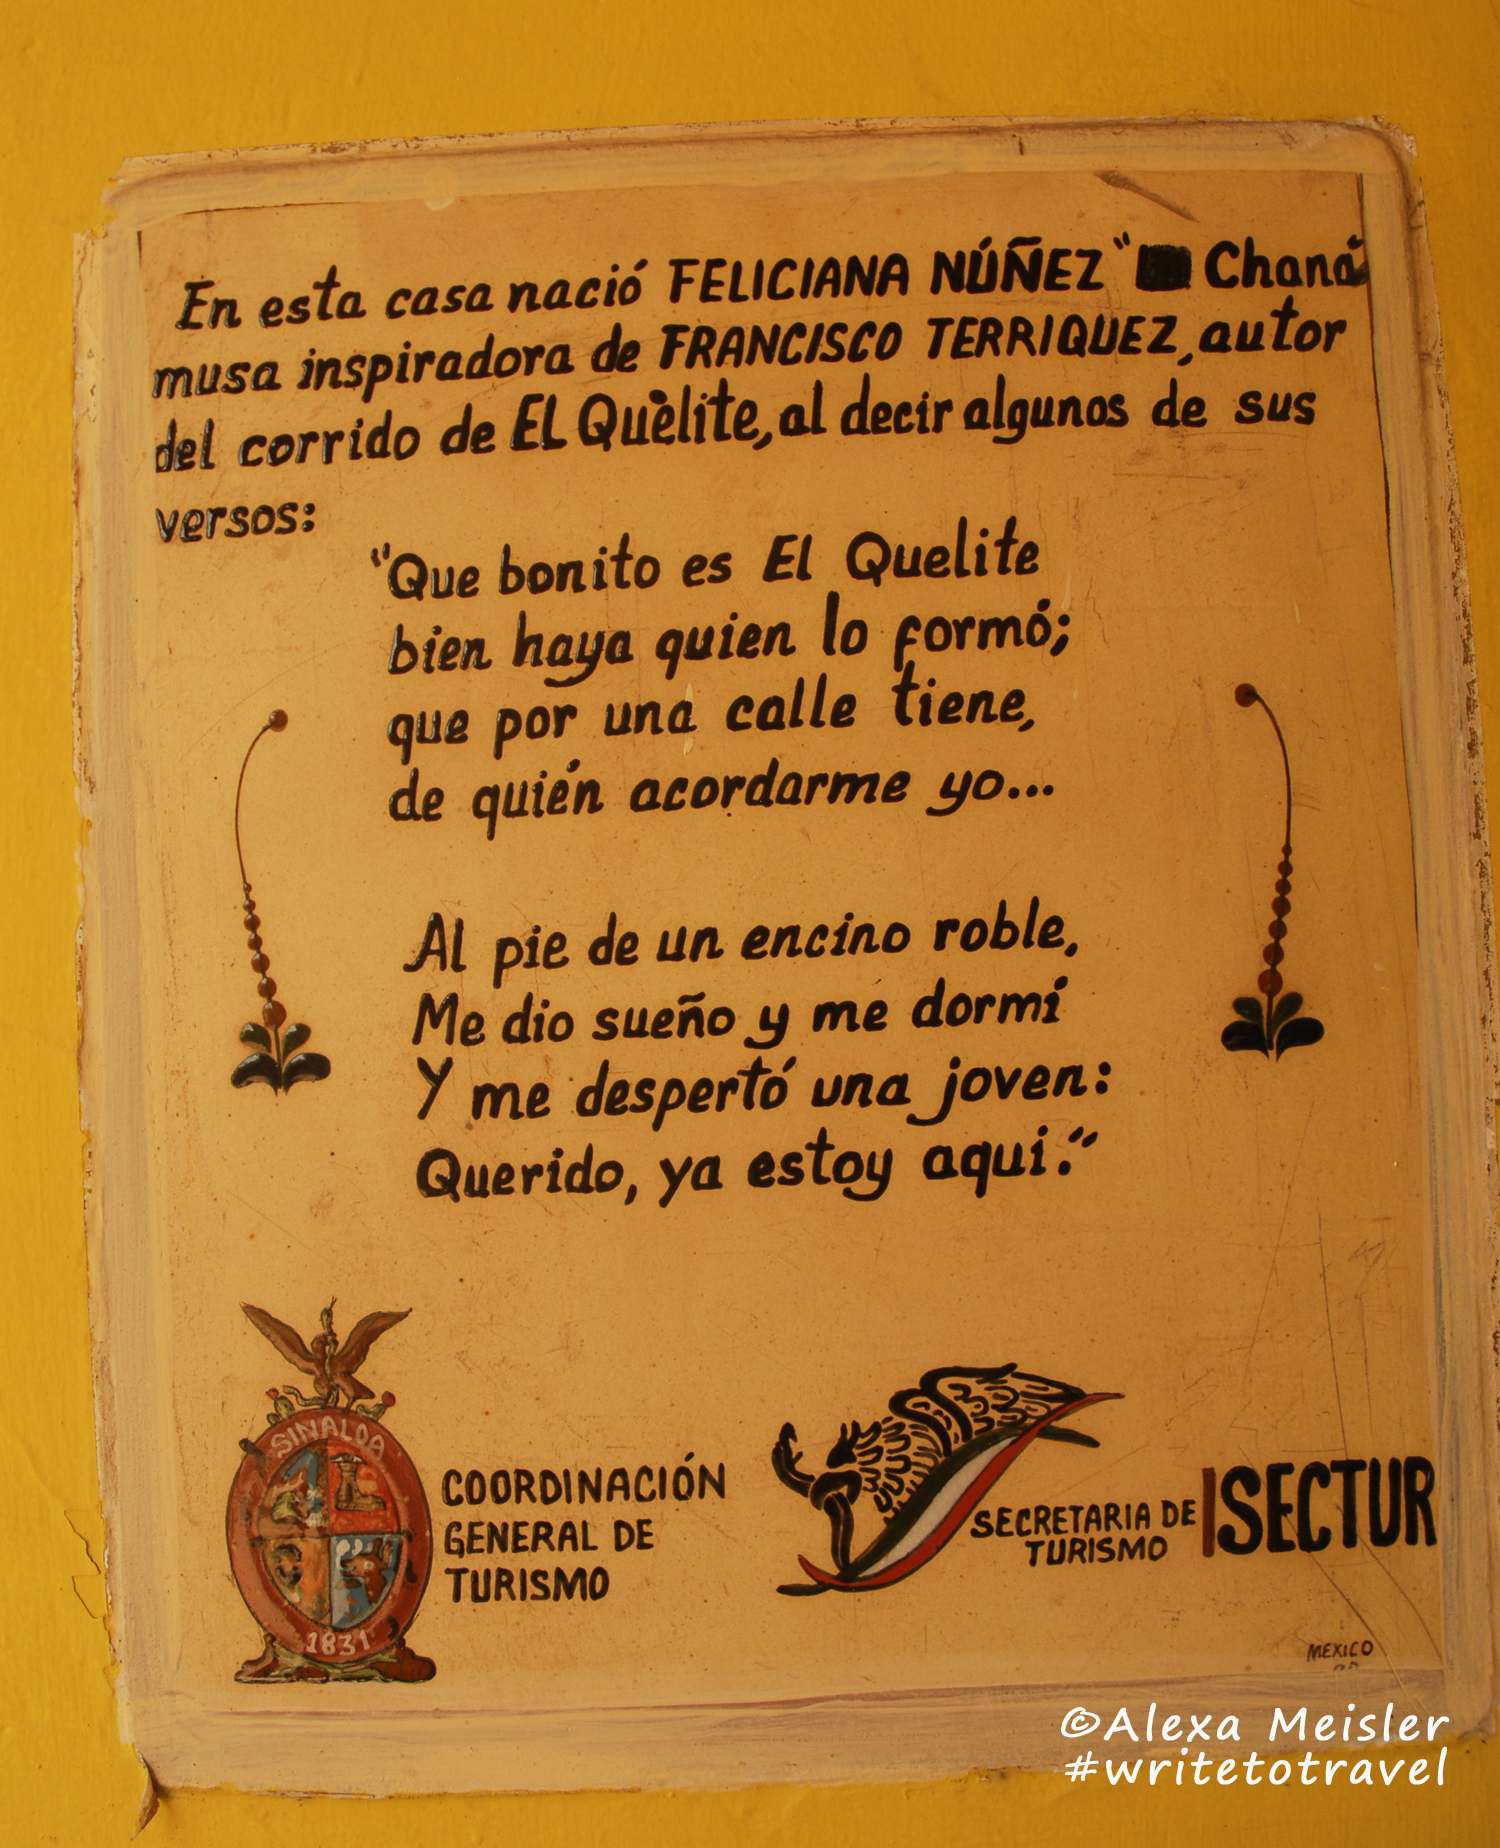 En esta casa nació FELICIANA NÚÑEZ " Chana"
musa inspiradora de FRANCISCO TERRIQUEZ, autor
del corrido de EL Quèlite, al decir algunos de sus
versos:
"Que bonito es El Quelite
bien haya quien lo formó;
que por una calle tiene,
de quién acordarme yo...
Al pie de un encino roble,
Me dio sueño y me dormí
Y me despertó una joven:
Querido, ya estoy aqui."
SINALOA
1831
COORDINACIÓN
GENERAL DE
TURISMO
SECRETARIA DE
TURISMO
SECTUR
MEXICO
©Alexa Meisler
#writetotravel